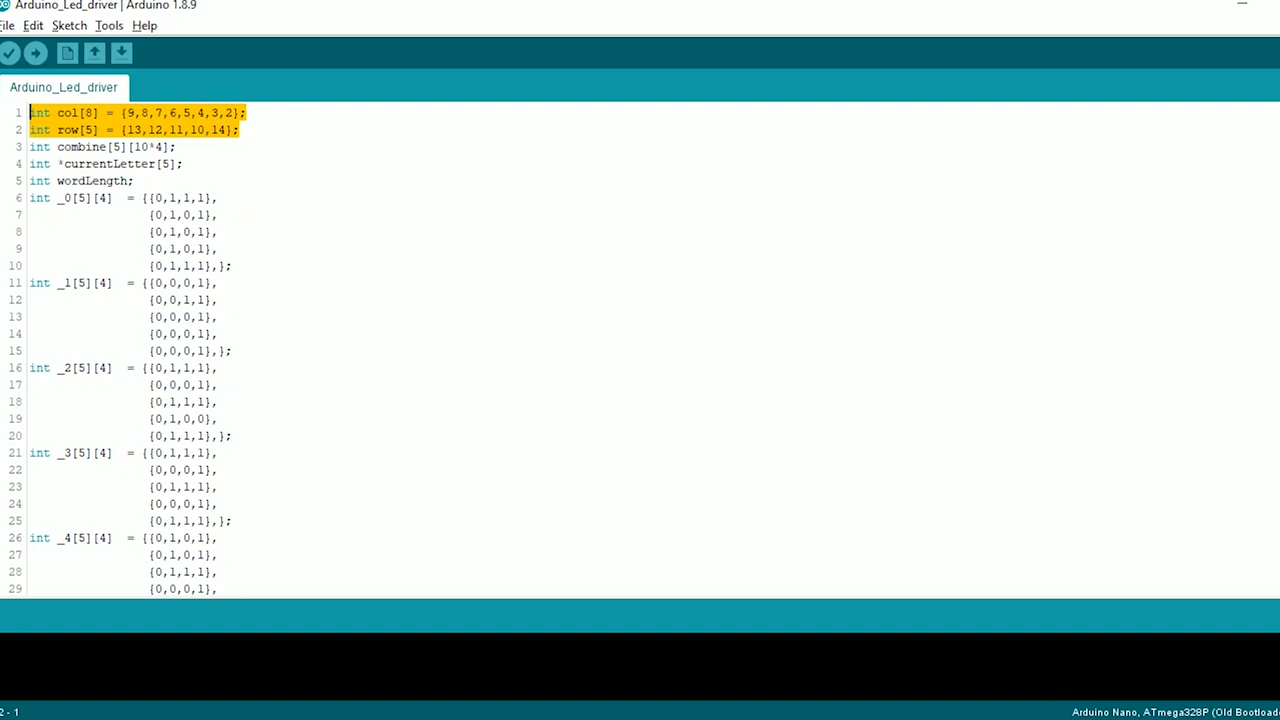 Arduino_Led_driver | Arduino 1.8.9
File Edit Sketch Tools Help
Arduino_Led_driver
1 int col[8] = {9,8,7,6,5,4,3,2};
2 int row[5] = {13,12,11,10,14};
3 int combine[5][10*4];
4 int *currentLetter[5];
5 int wordLength;
6 int _0[5][4]  = {{0,1,1,1},
7 {0,1,0,1},
8 {0,1,0,1},
9 {0,1,0,1},
10 {0,1,1,1},};
11 int _1[5][4]  = {{0,0,0,1},
12 {0,0,1,1},
13 {0,0,0,1},
14 {0,0,0,1},
15 {0,0,0,1},};
16 int _2[5][4]  = {{0,1,1,1},
17 {0,0,0,1},
18 {0,1,1,1},
19 {0,1,0,0},
20 {0,1,1,1},};
21 int _3[5][4]  = {{0,1,1,1},
22 {0,0,0,1},
23 {0,1,1,1},
24 {0,0,0,1},
25 {0,1,1,1},};
26 int _4[5][4]  = {{0,1,0,1},
27 {0,1,0,1},
28 {0,1,1,1},
29 {0,0,0,1},
2 - 1
Arduino Nano, ATmega328P (Old Bootload